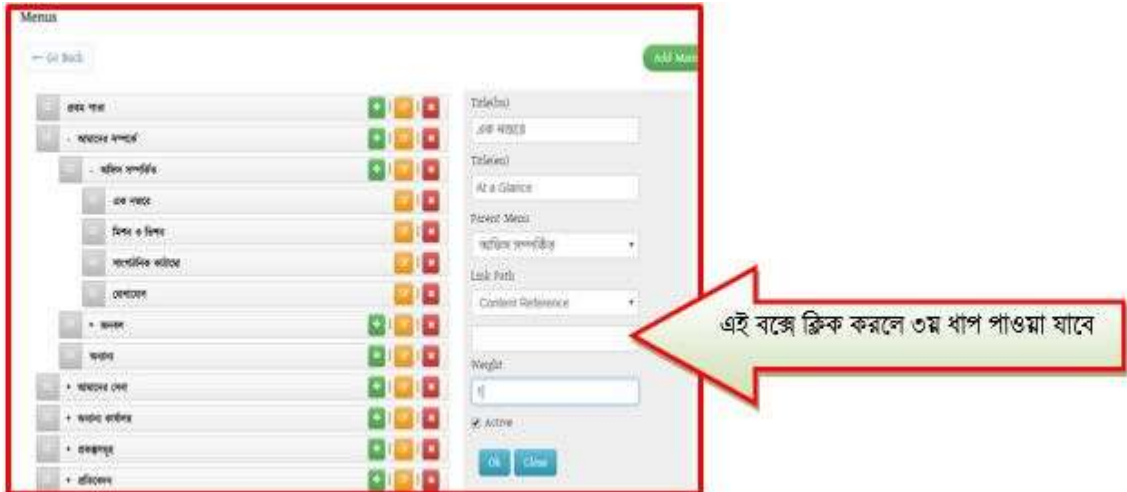 Menus
← Go Back
Add Menu
প্রথম পাতা
- আমাদের সম্পর্কে
- অফিস সম্পর্কিত
এক নজরে
মিশন ও ভিশন
সাংগঠনিক কাঠামো
যোগাযোগ
+ জনবল
অন্যান্য
+ আমাদের সেবা
+ অন্যান্য কার্যালয়
+ প্রকল্পসমূহ
+ প্রতিবেদন
Title(bn)
এক নজরে
Title(en)
At a Glance
Parent Menu
অফিস সম্পর্কিত
Link Path
Content Reference
Weight
1
Active
Ok Close
এই বক্সে ক্লিক করলে ৩য় ধাপ পাওয়া যাবে